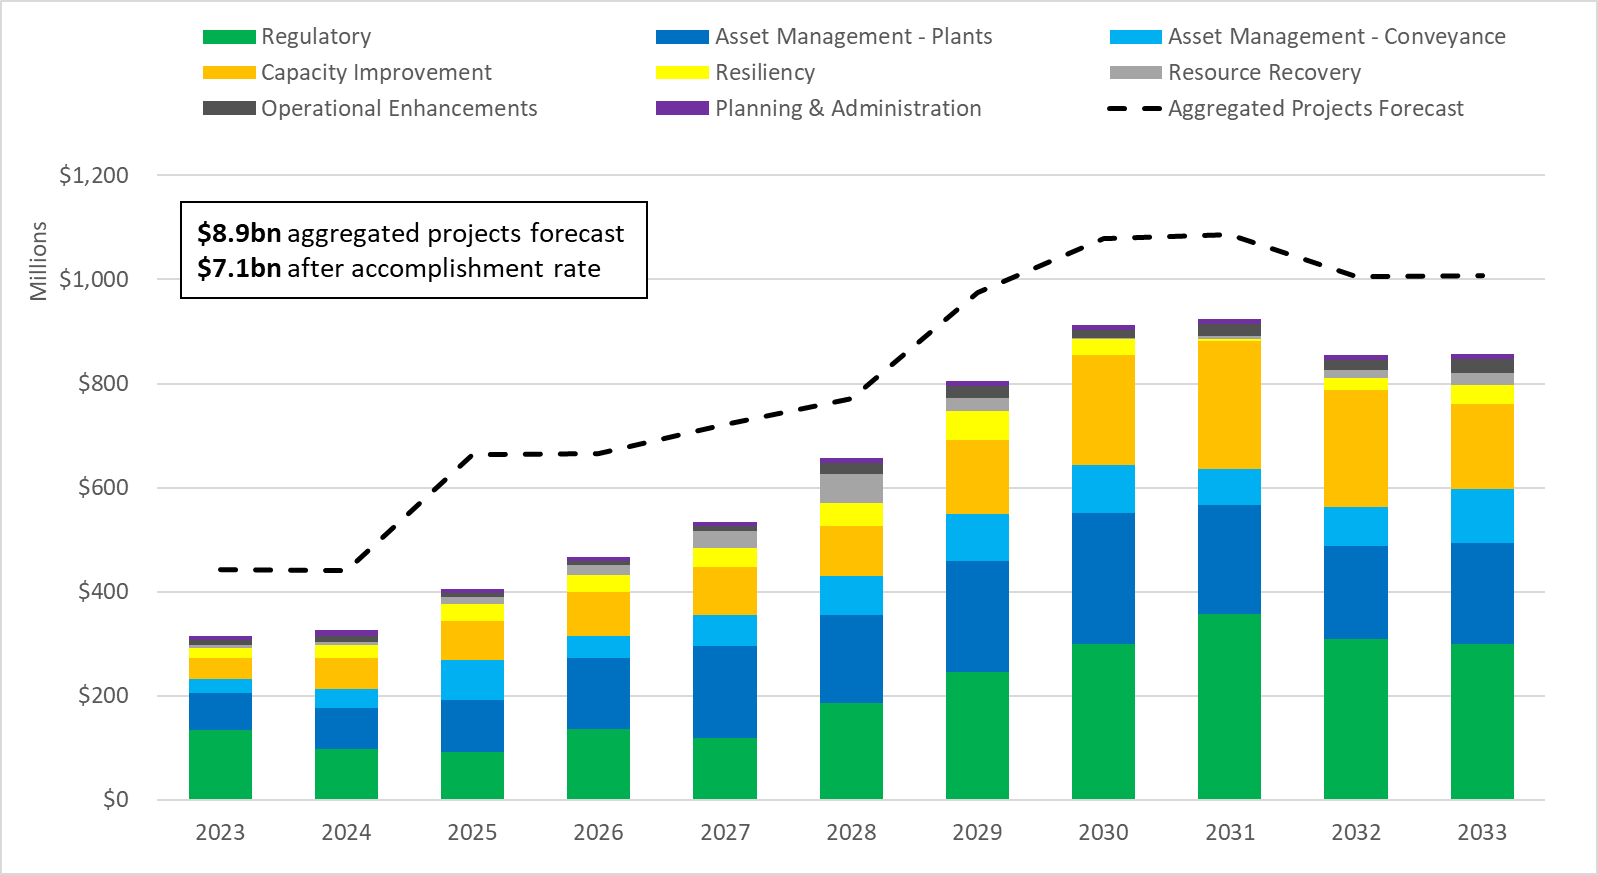 Regulatory
Asset Management - Plants
Asset Management - Conveyance
Capacity Improvement
Resiliency
Resource Recovery
Operational Enhancements
Planning & Administration
Aggregated Projects Forecast
Millions
$1,200
$1,000
$800
$600
$400
$200
$0
$8.9bn aggregated projects forecast
$7.1bn after accomplishment rate
2023 2024 2025 2026 2027 2028 2029 2030 2031 2032 2033